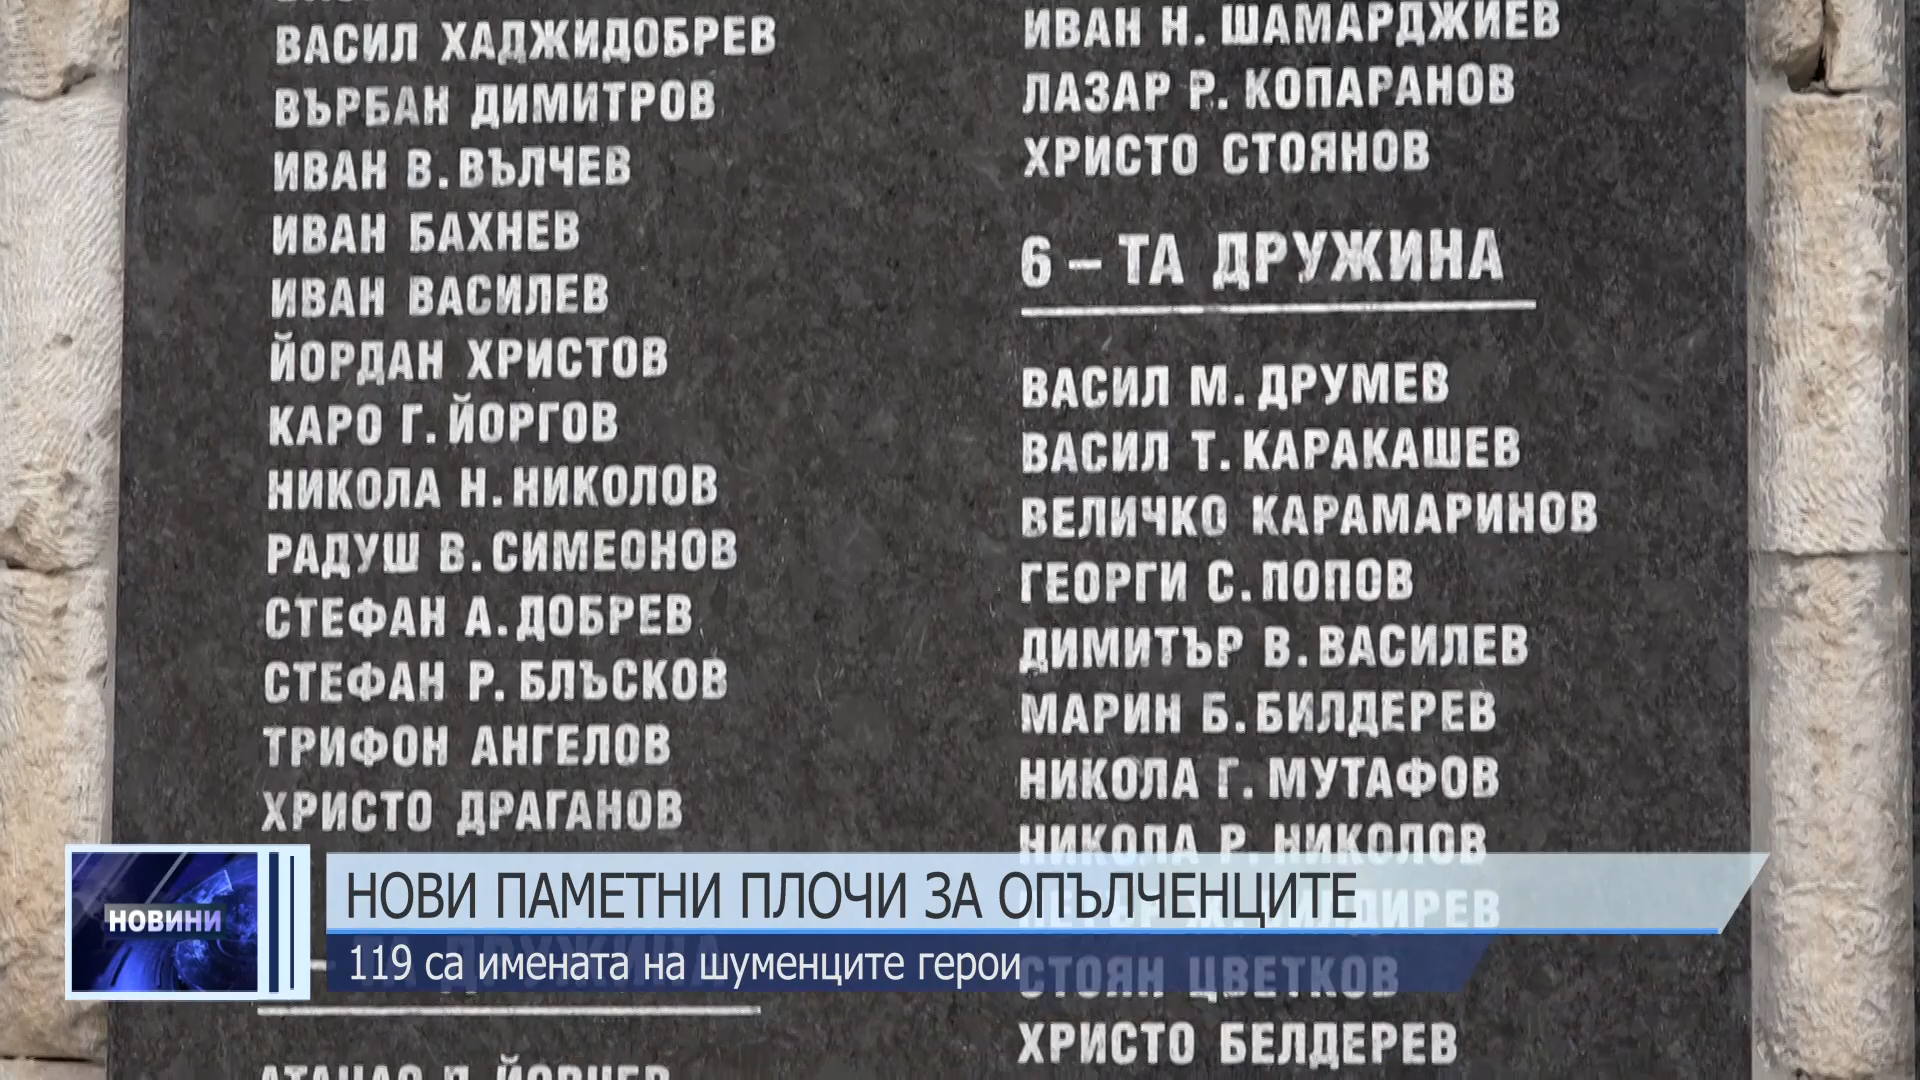 ВАСИЛ ХАДЖИДОБРЕВ
ВЪРБАН ДИМИТРОВ
ИВАН В. ВЪЛЧЕВ
ИВАН БАХНЕВ
ИВАН ВАСИЛЕВ
ЙОРДАН ХРИСТОВ
КАРО Г. ЙОРГОВ
НИКОЛА Н. НИКОЛОВ
РАДУШ В. СИМЕОНОВ
СТЕФАН А. ДОБРЕВ
СТЕФАН Р. БЛЪСКОВ
ТРИФОН АНГЕЛОВ
ХРИСТО ДРАГАНОВ
ДРУЖИНА
ИВАН Н. ШАМАРДЖИЕВ
ЛАЗАР Р. КОПАРАНОВ
ХРИСТО СТОЯНОВ
6 – ТА ДРУЖИНА
ВАСИЛ М. ДРУМЕВ
ВАСИЛ Т. КАРАКАШЕВ
ВЕЛИЧКО КАРАМАРИНОВ
ГЕОРГИ С. ПОПОВ
ДИМИТЪР В. ВАСИЛЕВ
МАРИН Б. БИЛДЕРЕВ
НИКОЛА Г. МУТАФОВ
НИКОЛА Р. НИКОЛОВ
СТОЯН ЦВЕТКОВ
ХРИСТО БЕЛДЕРЕВ
НОВИНИ
НОВИ ПАМЕТНИ ПЛОЧИ ЗА ОПЪЛЧЕНЦИТЕ
119 са имената на шуменците герои